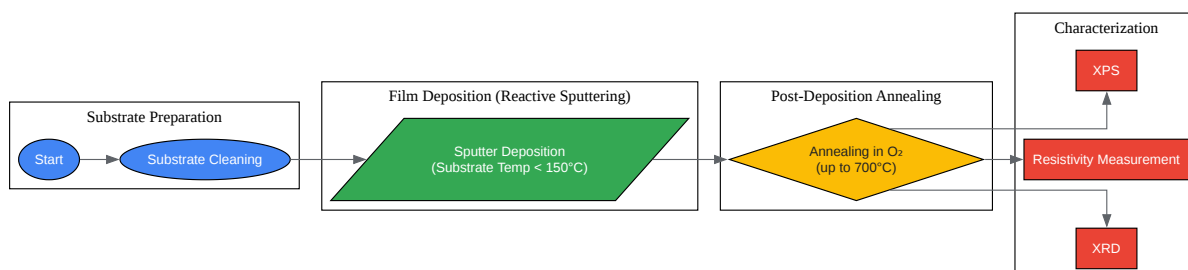 Substrate Preparation
Start
Substrate Cleaning
Film Deposition (Reactive Sputtering)
Sputter Deposition
(Substrate Temp < 150°C)
Post-Deposition Annealing
Annealing in O₂
(up to 700°C)
Characterization
XPS
Resistivity Measurement
XRD